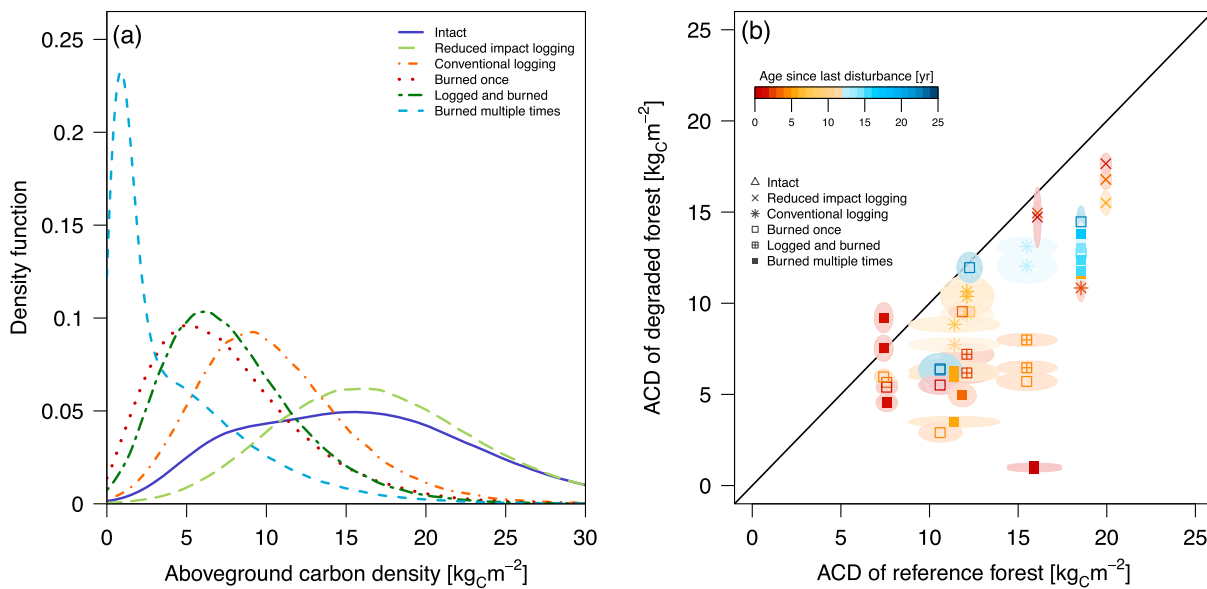 (a)
Intact
Reduced impact logging
Conventional logging
Burned once
Logged and burned
Burned multiple times
Density function
0.25
0.2
0.15
0.1
0.05
0
0 5 10 15 20 25 30
Aboveground carbon density [kg_C m^−2]
(b)
Age since last disturbance [yr]
0 5 10 15 20 25
Intact
Reduced impact logging
Conventional logging
Burned once
Logged and burned
Burned multiple times
ACD of degraded forest [kg_C m^−2]
25
20
15
10
5
0
0 5 10 15 20 25
ACD of reference forest [kg_C m^−2]